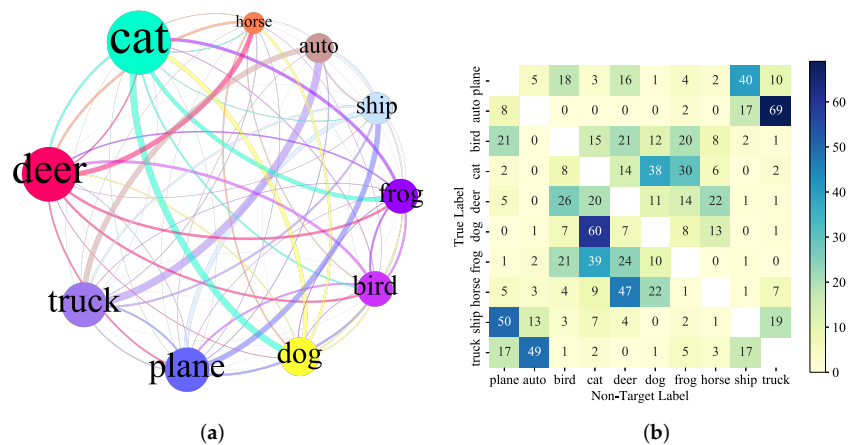 cat
horse
auto
ship
deer
frog
bird
truck
dog
plane
(a)
True Label
plane 5 18 3 16 1 4 2 40 10
auto 8 0 0 0 0 2 0 17 69
bird 21 0 15 21 12 20 8 2 1
cat 2 0 8 14 38 30 6 0 2
deer 5 0 26 20 11 14 22 1 1
dog 0 1 7 60 7 8 13 0 1
frog 1 2 21 39 24 10 0 1 0
horse 5 3 4 9 47 22 1 1 7
ship 50 13 3 7 4 0 2 1 19
truck 17 49 1 2 0 1 5 3 17
plane auto bird cat deer dog frog horse ship truck
Non-Target Label
60
50
40
30
20
10
0
(b)